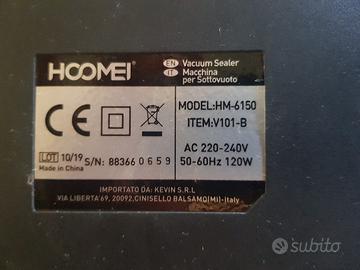 HOOMEI
EN Vacuum Sealer
IT Macchina
per Sottovuoto
CE
MODEL:HM-6150
ITEM:V101-B
AC 220-240V
50-60Hz 120W
LOT 10/19
Made in China
S/N: 88366 0659
IMPORTATO DA: KEVIN S.R.L
VIA LIBERTA'69, 20092,CINISELLO BALSAMO(MI)-Italy
subito